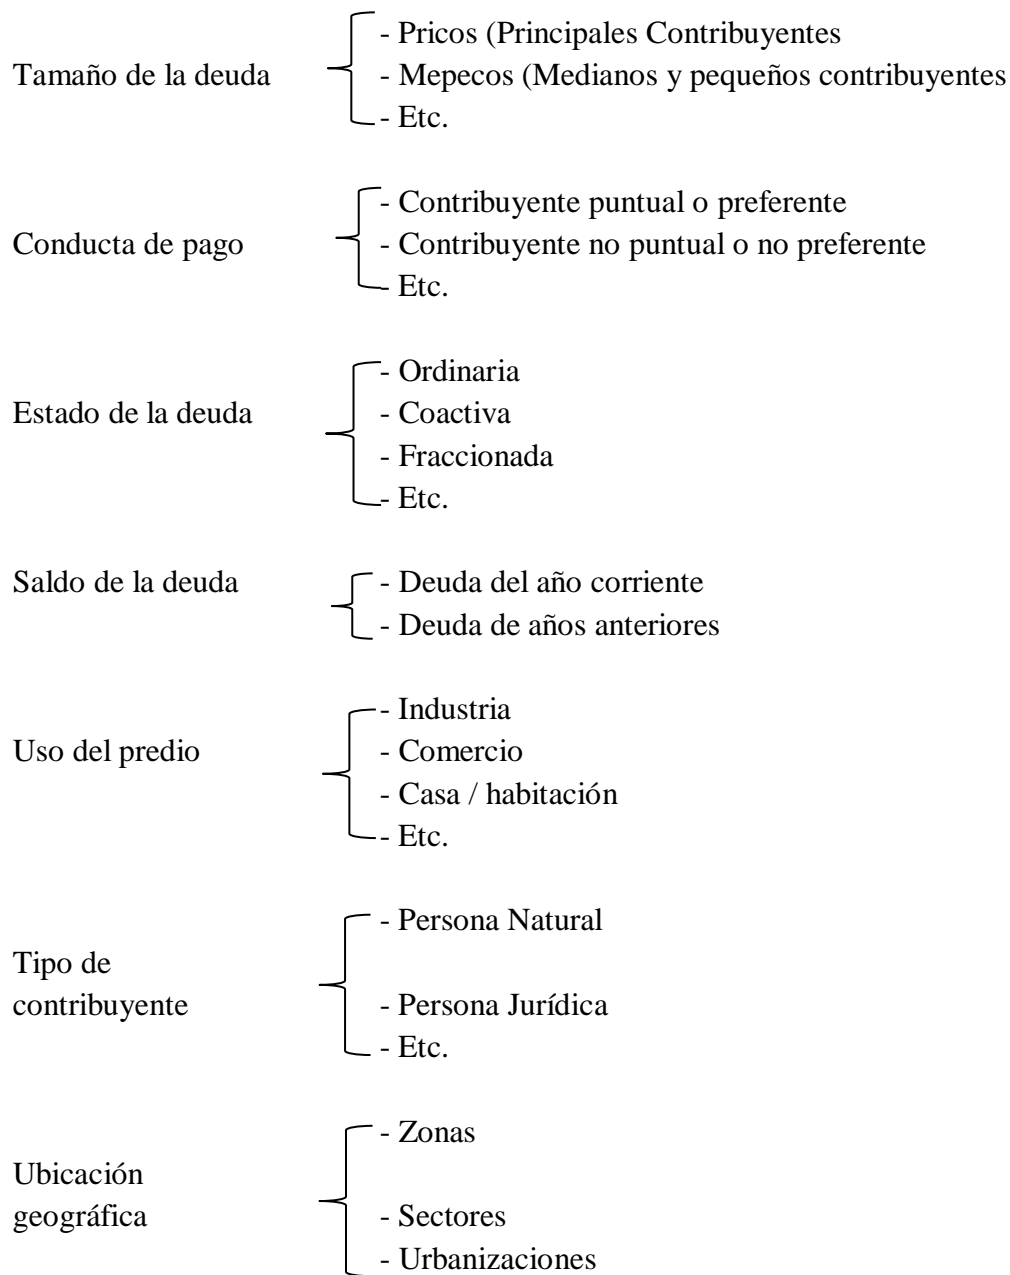 - Pricos (Principales Contribuyentes
Tamaño de la deuda - Mepecos (Medianos y pequeños contribuyentes
- Etc.
- Contribuyente puntual o preferente
Conducta de pago - Contribuyente no puntual o no preferente
- Etc.
- Ordinaria
Estado de la deuda - Coactiva
- Fraccionada
- Etc.
Saldo de la deuda - Deuda del año corriente
- Deuda de años anteriores
- Industria
Uso del predio - Comercio
- Casa / habitación
- Etc.
- Persona Natural
Tipo de
contribuyente - Persona Jurídica
- Etc.
- Zonas
Ubicación
geográfica - Sectores
- Urbanizaciones